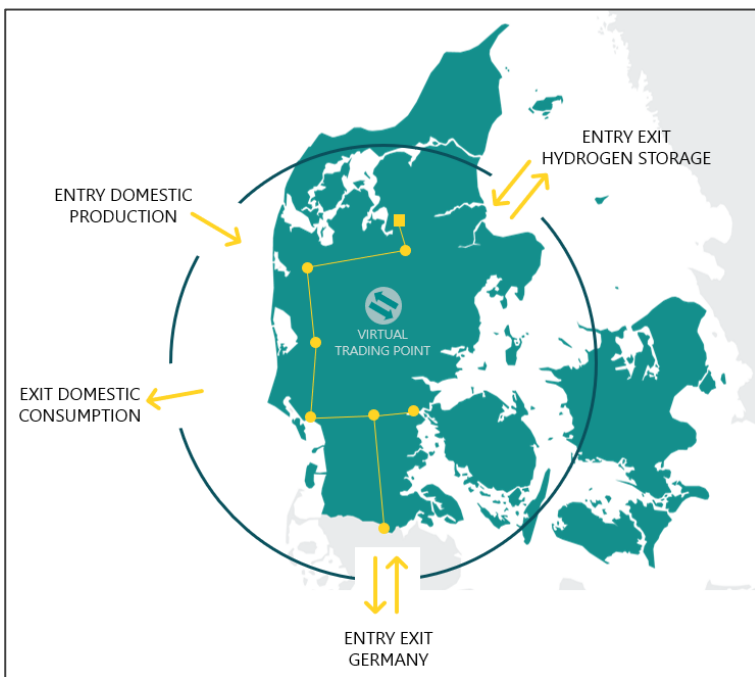 ENTRY EXIT
HYDROGEN STORAGE
ENTRY DOMESTIC
PRODUCTION
VIRTUAL
TRADING POINT
EXIT DOMESTIC
CONSUMPTION
ENTRY EXIT
GERMANY